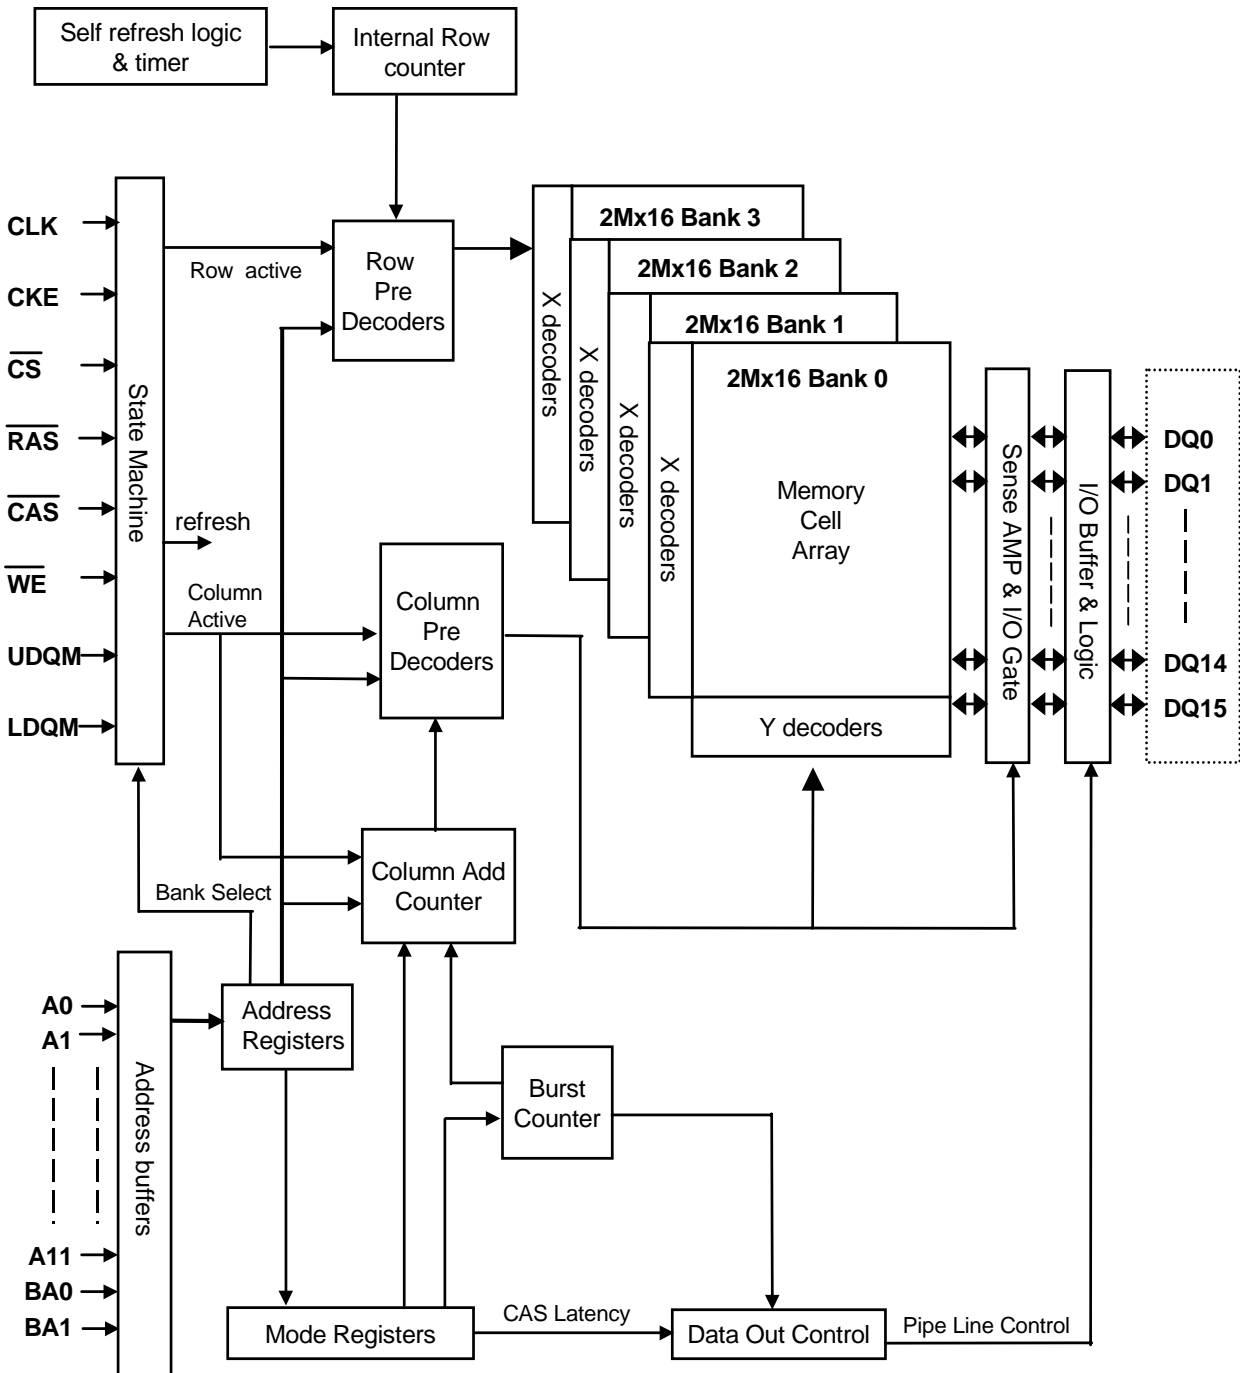 Self refresh logic
& timer
Internal Row
counter
CLK
CKE
CS
RAS
CAS
WE
UDQM
LDQM
State Machine
Row active
refresh
Column
Active
Bank Select
Row
Pre
Decoders
Column
Pre
Decoders
Column Add
Counter
X decoders
X decoders
X decoders
X decoders
2Mx16 Bank 3
2Mx16 Bank 2
2Mx16 Bank 1
2Mx16 Bank 0
Memory
Cell
Array
Y decoders
Sense AMP & I/O Gate
I/O Buffer & Logic
DQ0
DQ1
DQ14
DQ15
A0
A1
A11
BA0
BA1
Address buffers
Address
Registers
Burst
Counter
Mode Registers
CAS Latency
Data Out Control
Pipe Line Control